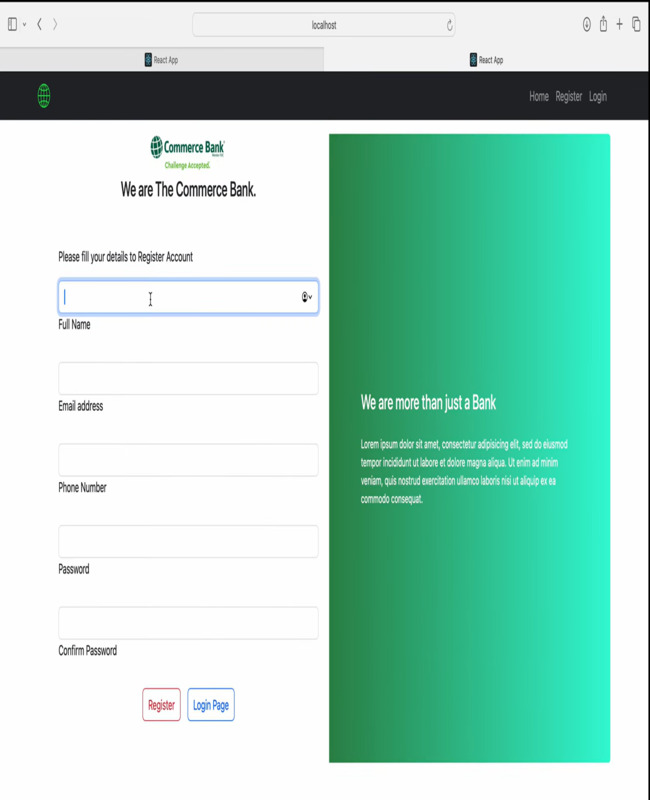 localhost
React App
React App
Home Register Login
Commerce Bank
Challenge Accepted.
We are The Commerce Bank.
Please fill your details to Register Account
Full Name
Email address
Phone Number
Password
Confirm Password
Register Login Page
We are more than just a Bank
Lorem ipsum dolor sit amet, consectetur adipisicing elit, sed do eiusmod
tempor incididunt ut labore et dolore magna aliqua. Ut enim ad minim
veniam, quis nostrud exercitation ullamco laboris nisi ut aliquip ex ea
commodo consequat.